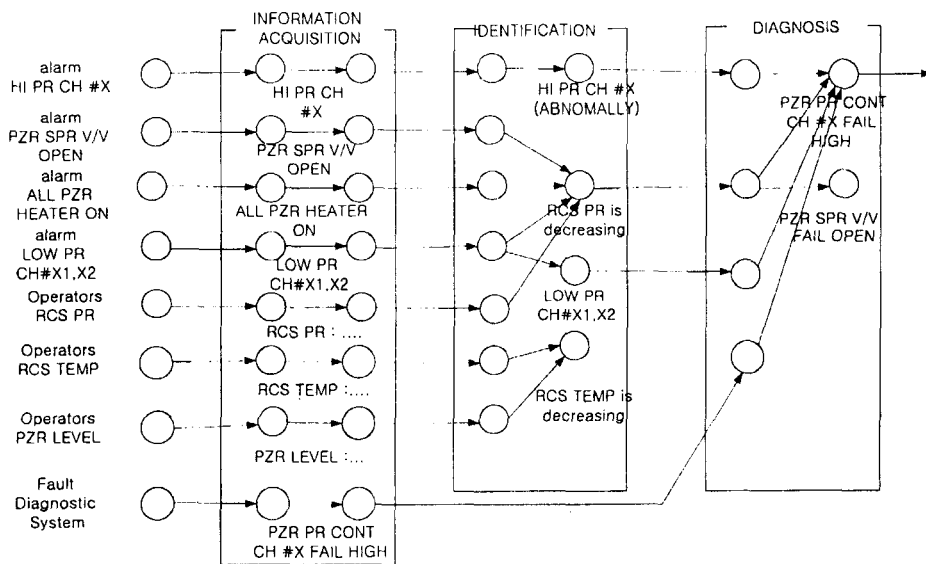 INFORMATION
ACQUISITION
IDENTIFICATION
DIAGNOSIS
alarm
HI PR CH #X
alarm
PZR SPR V/V
OPEN
alarm
ALL PZR
HEATER ON
alarm
LOW PR
CH#X1,X2
Operators
RCS PR
Operators
RCS TEMP
Operators
PZR LEVEL
Fault
Diagnostic
System
HI PR CH
#X
PZR SPR V/V
OPEN
ALL PZR HEATER
ON
LOW PR
CH#X1,X2
RCS PR : ....
RCS TEMP :....
PZR LEVEL :...
PZR PR CONT
CH #X FAIL HIGH
HI PR CH #X
(ABNOMALLY)
RCS PR is
decreasing
LOW PR
CH#X1,X2
RCS TEMP is
decreasing
PZR PR CONT
CH #X FAIL
HIGH
PZR SPR V/V
FAIL OPEN